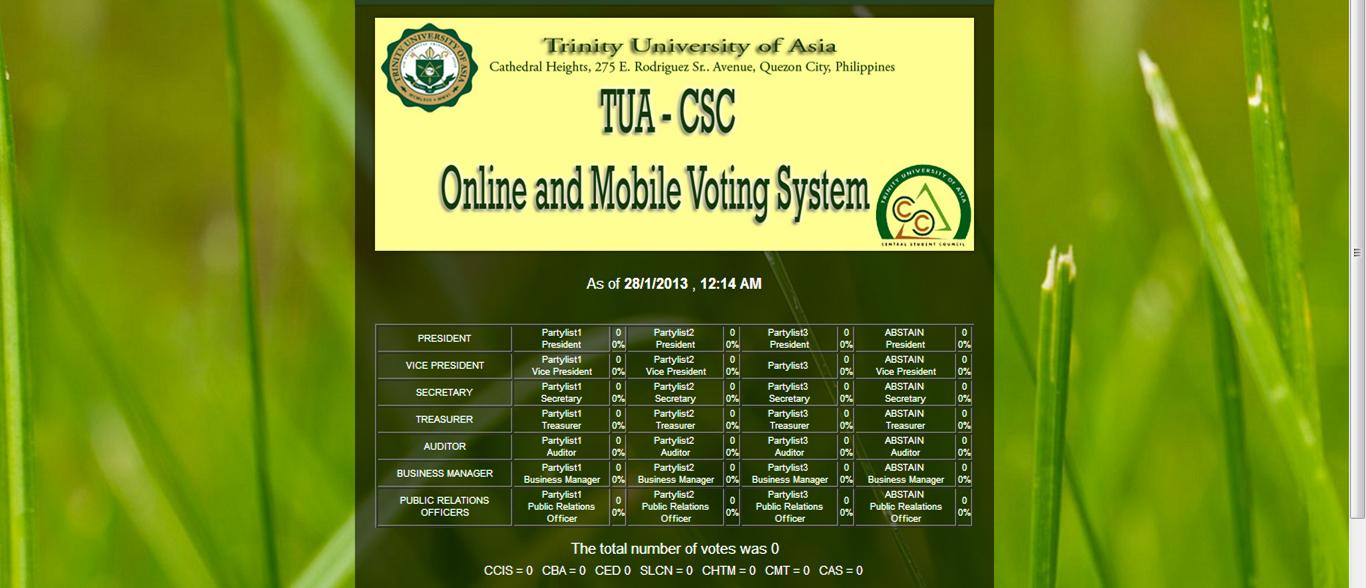 TRINITY UNIVERSITY OF ASIA
Trinity University of Asia
Cathedral Heights, 275 E. Rodriguez Sr.. Avenue, Quezon City, Philippines
TUA - CSC
Online and Mobile Voting System
TRINITY UNIVERSITY OF ASIA
CSC
CENTRAL STUDENT COUNCIL
As of 28/1/2013 , 12:14 AM
PRESIDENT Partylist1 President 0 0% Partylist2 President 0 0% Partylist3 President 0 0% ABSTAIN President 0 0%
VICE PRESIDENT Partylist1 Vice President 0 0% Partylist2 Vice President 0 0% Partylist3 0 0% ABSTAIN Vice President 0 0%
SECRETARY Partylist1 Secretary 0 0% Partylist2 Secretary 0 0% Partylist3 Secretary 0 0% ABSTAIN Secretary 0 0%
TREASURER Partylist1 Treasurer 0 0% Partylist2 Treasurer 0 0% Partylist3 Treasurer 0 0% ABSTAIN Treasurer 0 0%
AUDITOR Partylist1 Auditor 0 0% Partylist2 Auditor 0 0% Partylist3 Auditor 0 0% ABSTAIN Auditor 0 0%
BUSINESS MANAGER Partylist1 Business Manager 0 0% Partylist2 Business Manager 0 0% Partylist3 Business Manager 0 0% ABSTAIN Business Manager 0 0%
PUBLIC RELATIONS OFFICERS Partylist1 Public Relations Officer 0 0% Partylist2 Public Relations Officer 0 0% Partylist3 Public Relations Officer 0 0% ABSTAIN Public Relations Officer 0 0%
The total number of votes was 0
CCIS = 0 CBA = 0 CED 0 SLCN = 0 CHTM = 0 CMT = 0 CAS = 0